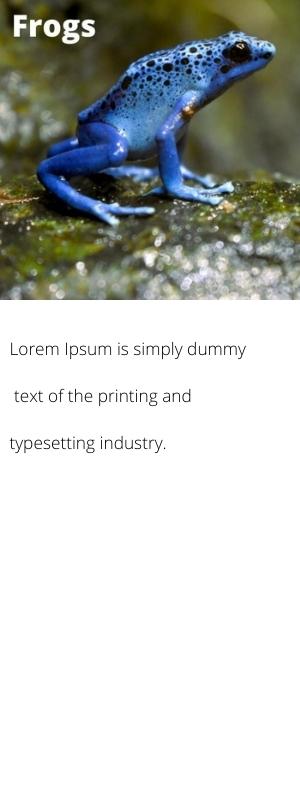 Frogs
Lorem Ipsum is simply dummy
text of the printing and
typesetting industry.